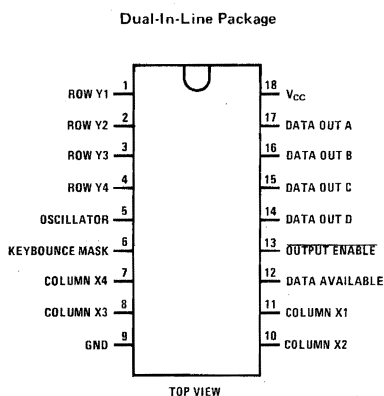 Dual-In-Line Package
ROW Y1 1
ROW Y2 2
ROW Y3 3
ROW Y4 4
OSCILLATOR 5
KEYBOUNCE MASK 6
COLUMN X4 7
COLUMN X3 8
GND 9
18 VCC
17 DATA OUT A
16 DATA OUT B
15 DATA OUT C
14 DATA OUT D
13 OUTPUT ENABLE
12 DATA AVAILABLE
11 COLUMN X1
10 COLUMN X2
TOP VIEW